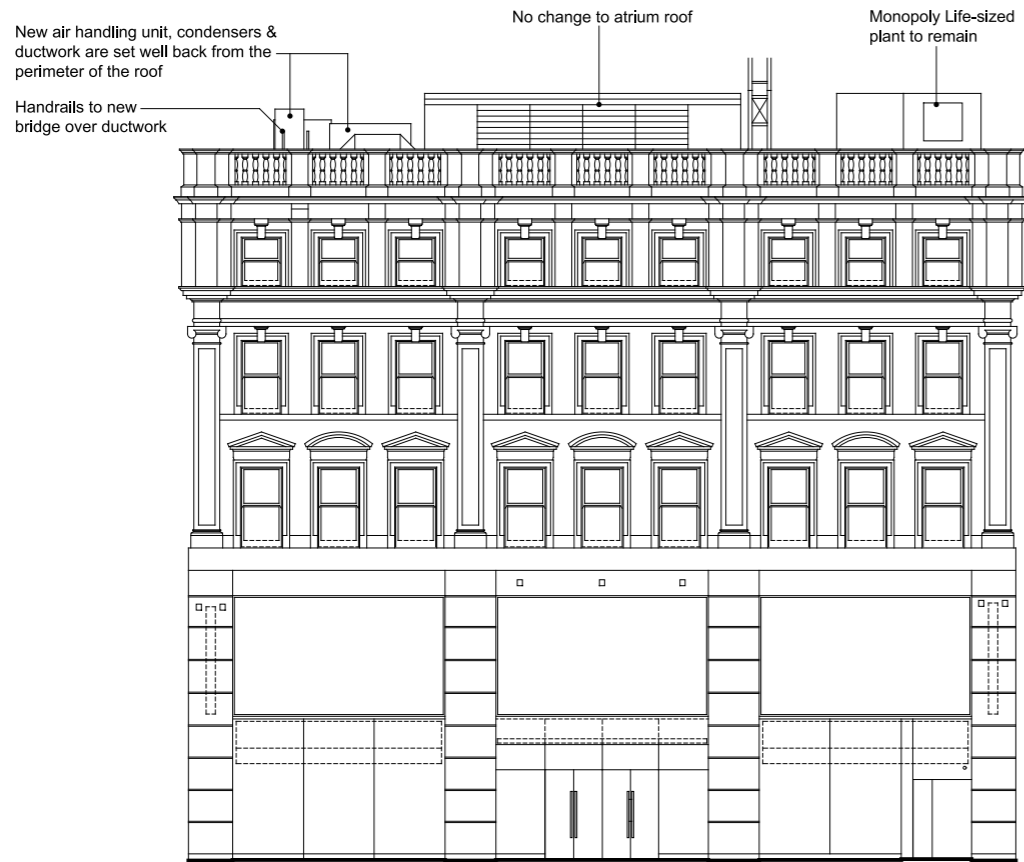 New air handling unit, condensers &
ductwork are set well back from the
perimeter of the roof
Handrails to new
bridge over ductwork
No change to atrium roof
Monopoly Life-sized
plant to remain